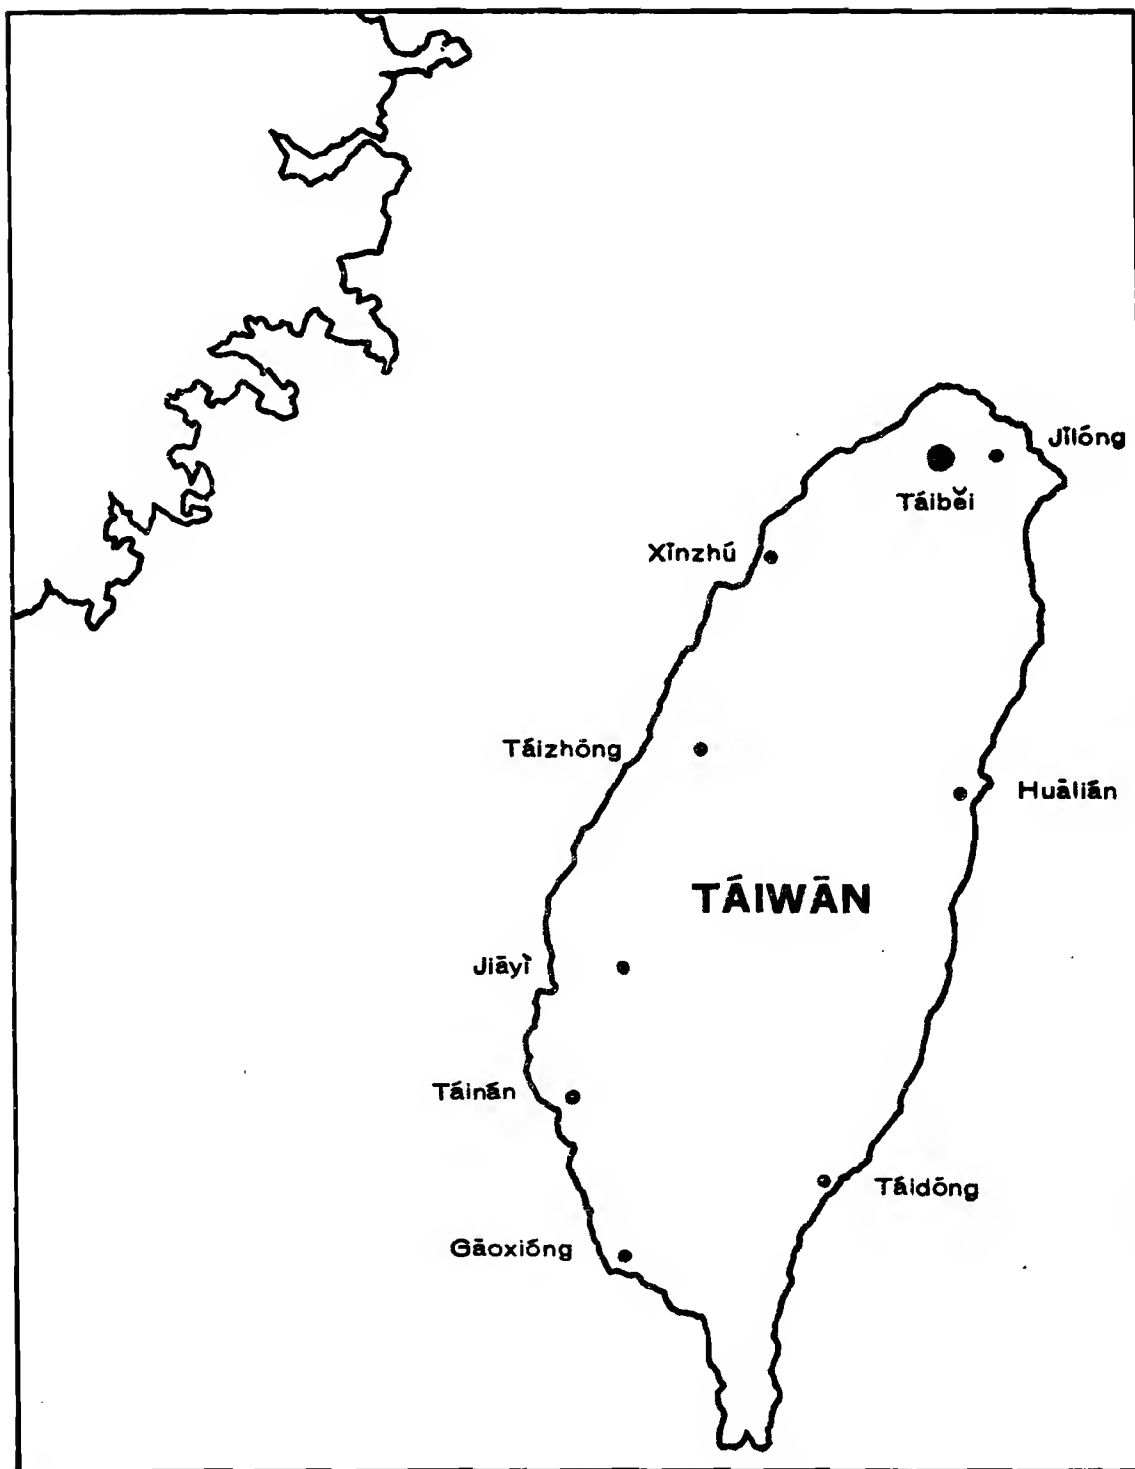 Jīlóng
Táiběi
Xīnzhú
Táizhōng
Huālián
TÁIWĀN
Jiāyì
Táinán
Táidōng
Gāoxióng